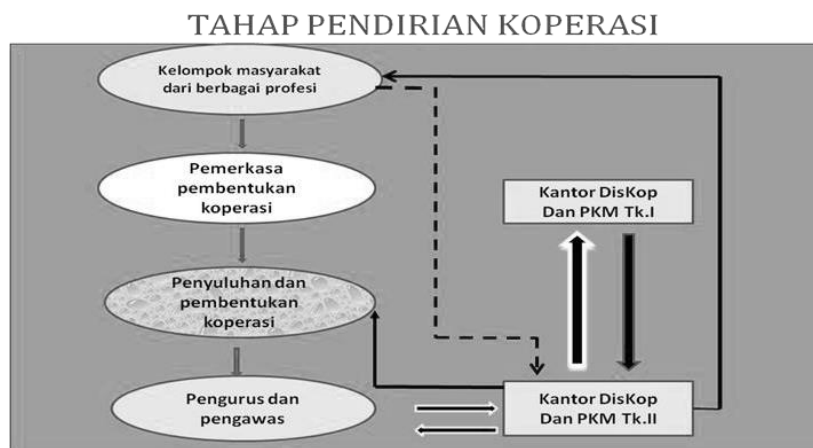 TAHAP PENDIRIAN KOPERASI
Kelompok masyarakat
dari berbagai profesi
Pemerkasa
pembentukan
koperasi
Kantor DisKop
Dan PKM Tk.I
Penyuluhan dan
pembentukan
koperasi
Pengurus dan
pengawas
Kantor DisKop
Dan PKM Tk.II